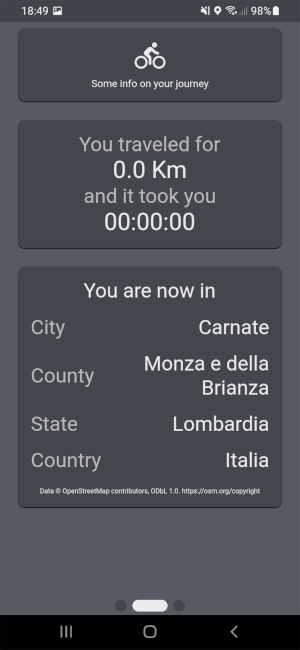 18:49 98%
Some info on your journey
You traveled for
0.0 Km
and it took you
00:00:00
You are now in
City Carnate
County Monza e della
Brianza
State Lombardia
Country Italia
Data © OpenStreetMap contributors, ODbL 1.0. https://osm.org/copyright